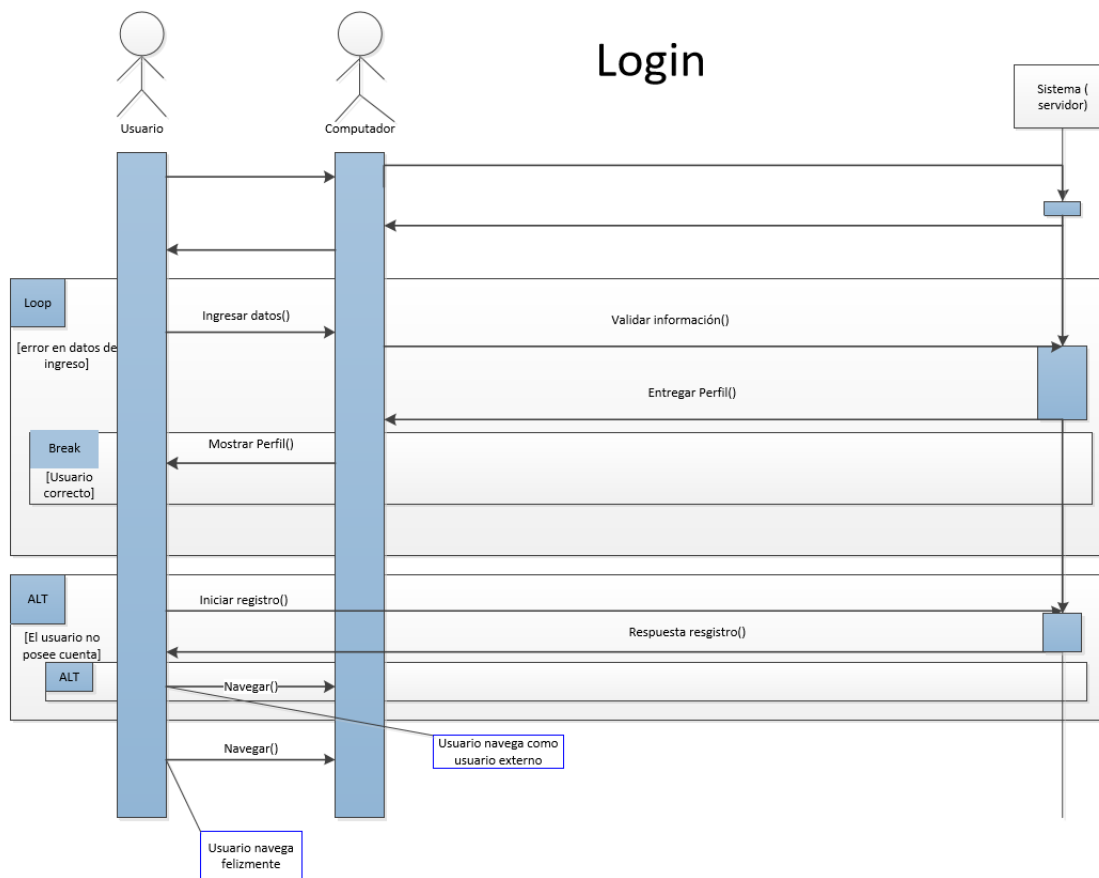 Login
Sistema (
servidor)
Usuario
Computador
Loop
Ingresar datos()
Validar información()
[error en datos de
ingreso]
Entregar Perfil()
Mostrar Perfil()
Break
[Usuario
correcto]
ALT
Iniciar registro()
[El usuario no
posee cuenta]
Respuesta resgistro()
ALT
Navegar()
Usuario navega como
usuario externo
Navegar()
Usuario navega
felizmente